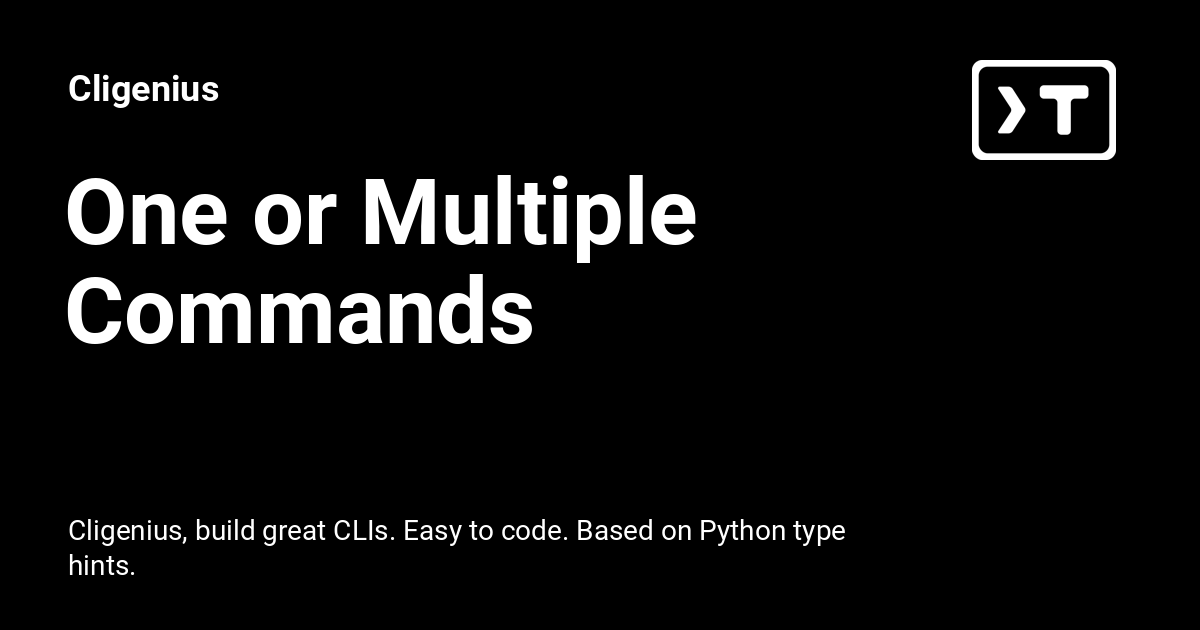 Cligenius
T
One or Multiple
Commands
Cligenius, build great CLIs. Easy to code. Based on Python type
hints.